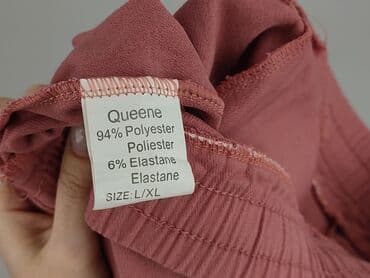 Queene
94% Polyester
Poliester
6% Elastane
Elastane
SIZE: L/XL